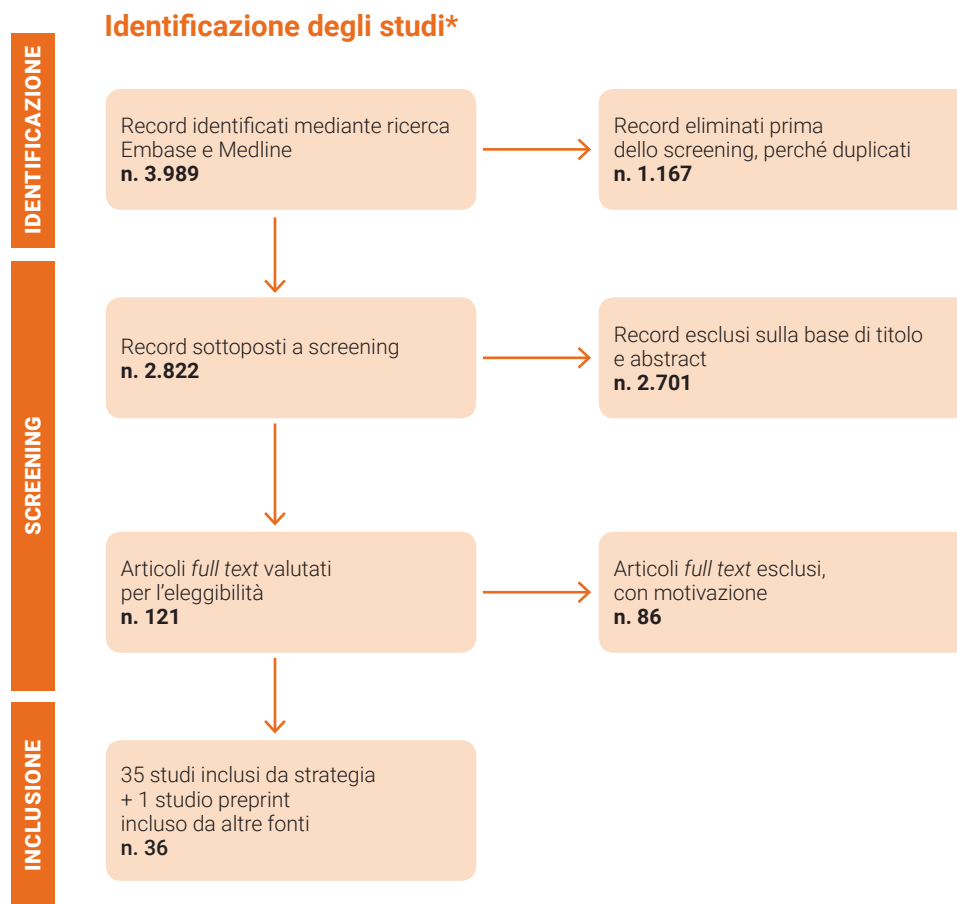 Identificazione degli studi*
IDENTIFICAZIONE
Record identificati mediante ricerca
Embase e Medline
n. 3.989
Record eliminati prima
dello screening, perché duplicati
n. 1.167
SCREENING
Record sottoposti a screening
n. 2.822
Record esclusi sulla base di titolo
e abstract
n. 2.701
Articoli full text valutati
per l’eleggibilità
n. 121
Articoli full text esclusi,
con motivazione
n. 86
INCLUSIONE
35 studi inclusi da strategia
+ 1 studio preprint
incluso da altre fonti
n. 36